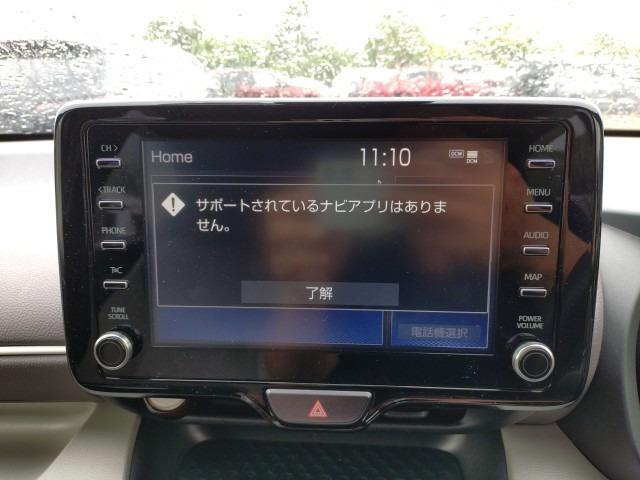 CH >
HOME
Home
11:10
DCM
DCM
<TRACK
MENU
サポートされているナビアプリはありま
せん。
PHONE
AUDIO
T&C
MAP
了解
TUNE
SCROLL
POWER
VOLUME
電話機選択